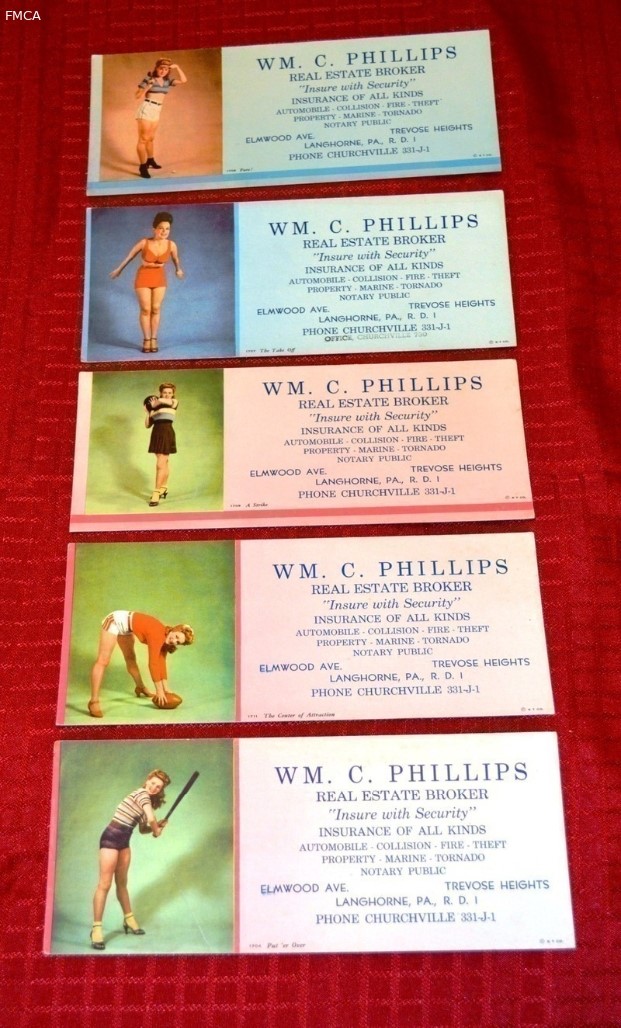 FMCA
WM. C. PHILLIPS
REAL ESTATE BROKER
"Insure with Security"
INSURANCE OF ALL KINDS
AUTOMOBILE - COLLISION - FIRE - THEFT
PROPERTY - MARINE - TORNADO
NOTARY PUBLIC
ELMWOOD AVE. TREVOSE HEIGHTS
LANGHORNE, PA., R. D. 1
PHONE CHURCHVILLE 331-J-1
WM. C. PHILLIPS
REAL ESTATE BROKER
"Insure with Security"
INSURANCE OF ALL KINDS
AUTOMOBILE - COLLISION - FIRE - THEFT
PROPERTY - MARINE - TORNADO
NOTARY PUBLIC
ELMWOOD AVE. TREVOSE HEIGHTS
LANGHORNE, PA., R. D. 1
PHONE CHURCHVILLE 331-J-1
OFFICE, CHURCHVILLE
The Take Off
WM. C. PHILLIPS
REAL ESTATE BROKER
"Insure with Security"
INSURANCE OF ALL KINDS
AUTOMOBILE - COLLISION - FIRE - THEFT
PROPERTY - MARINE - TORNADO
NOTARY PUBLIC
ELMWOOD AVE. TREVOSE HEIGHTS
LANGHORNE, PA., R. D. 1
PHONE CHURCHVILLE 331-J-1
A Strike
WM. C. PHILLIPS
REAL ESTATE BROKER
"Insure with Security"
INSURANCE OF ALL KINDS
AUTOMOBILE - COLLISION - FIRE - THEFT
PROPERTY - MARINE - TORNADO
NOTARY PUBLIC
ELMWOOD AVE. TREVOSE HEIGHTS
LANGHORNE, PA., R. D. 1
PHONE CHURCHVILLE 331-J-1
The Center of Attraction
WM. C. PHILLIPS
REAL ESTATE BROKER
"Insure with Security"
INSURANCE OF ALL KINDS
AUTOMOBILE - COLLISION - FIRE - THEFT
PROPERTY - MARINE - TORNADO
NOTARY PUBLIC
ELMWOOD AVE. TREVOSE HEIGHTS
LANGHORNE, PA., R. D. 1
PHONE CHURCHVILLE 331-J-1
Put 'er Over